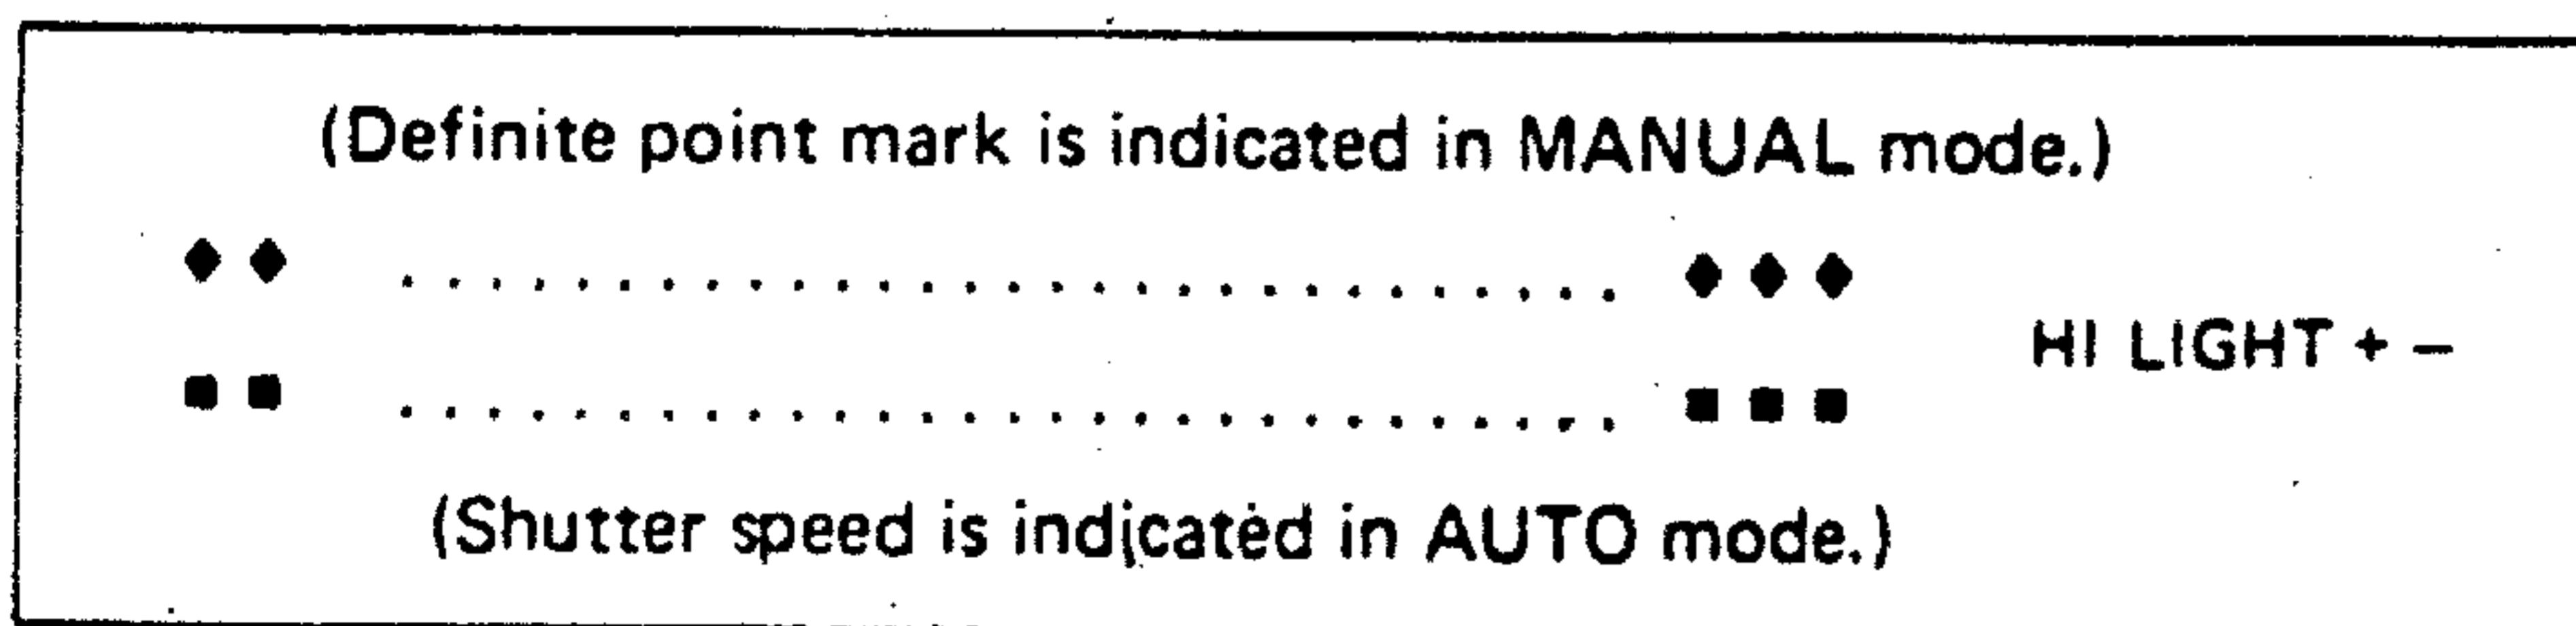 (Definite point mark is indicated in MANUAL mode.)
♦ ♦ ............................. ♦ ♦ ♦
HI LIGHT + −
■ ■ ............................. ■ ■ ■
(Shutter speed is indicated in AUTO mode.)